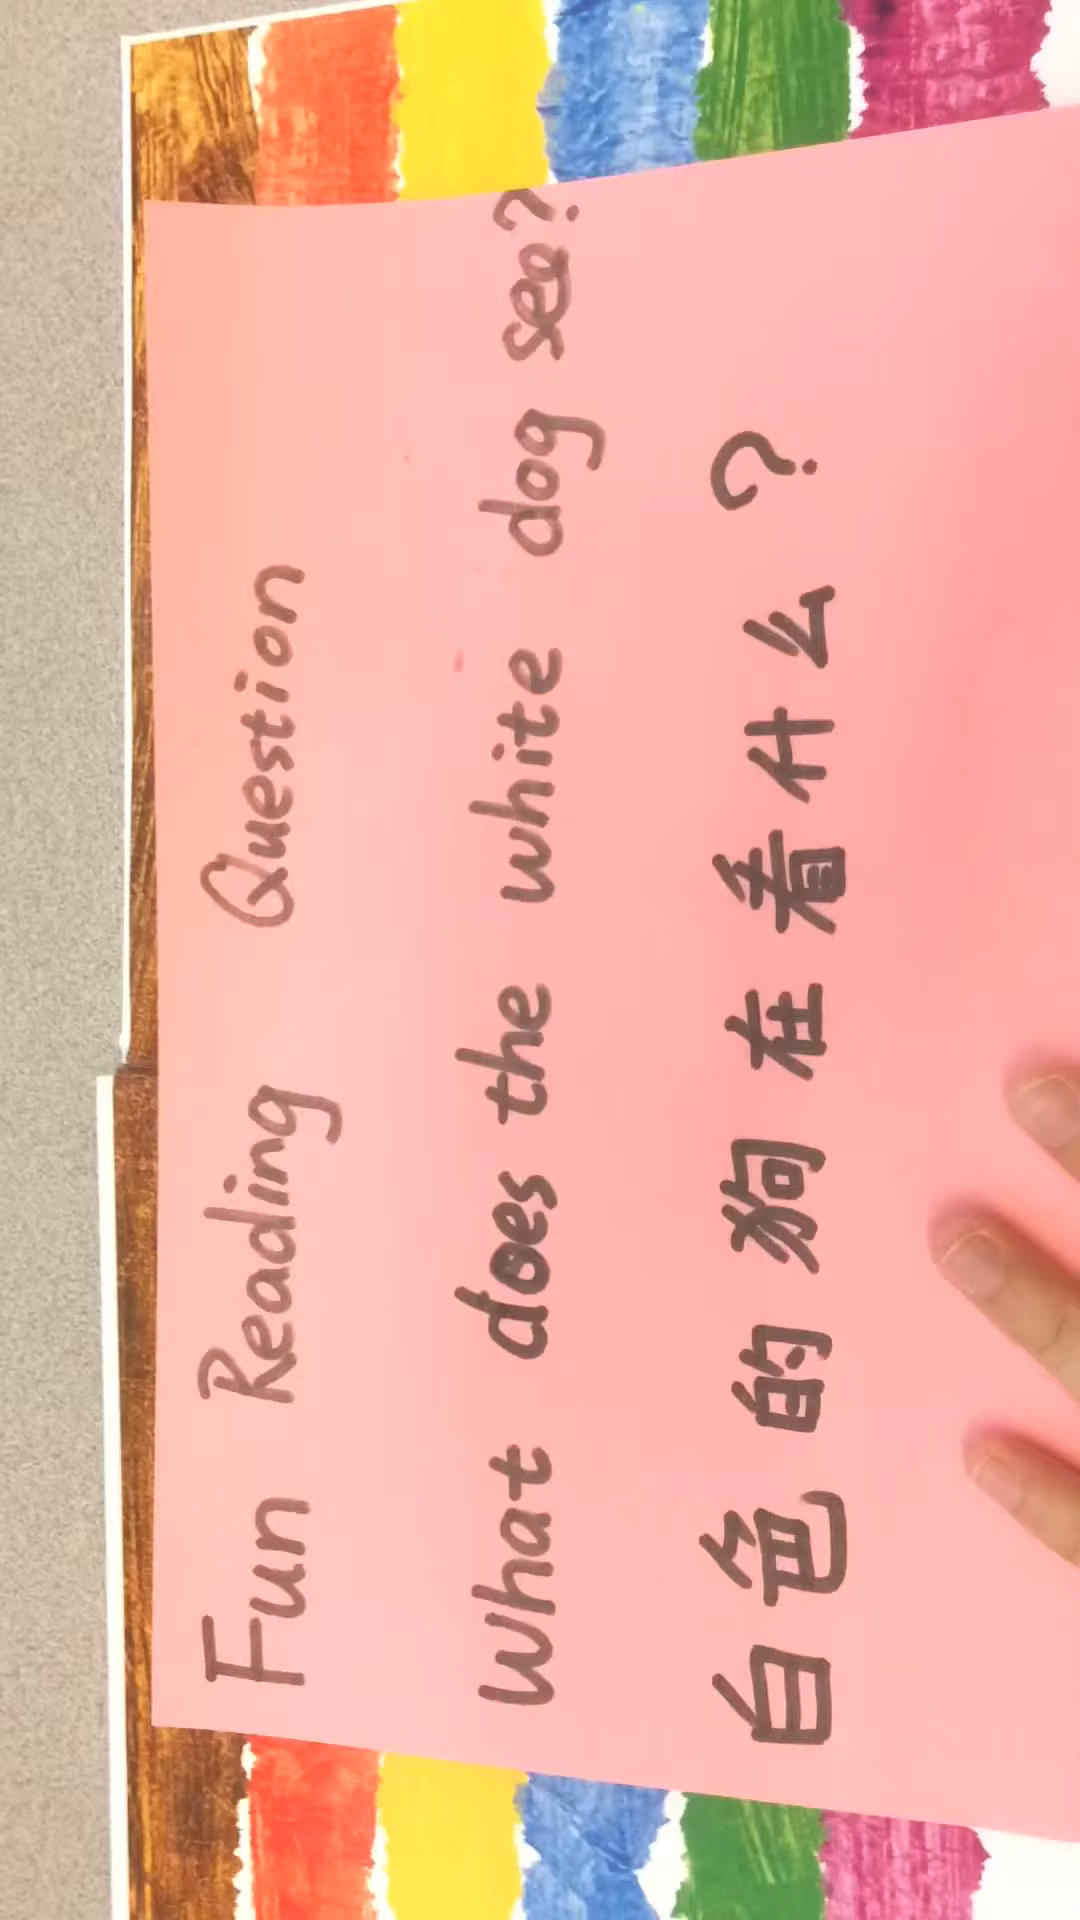 Fun Reading Question
What does the white dog see?
白色的狗在看什么?